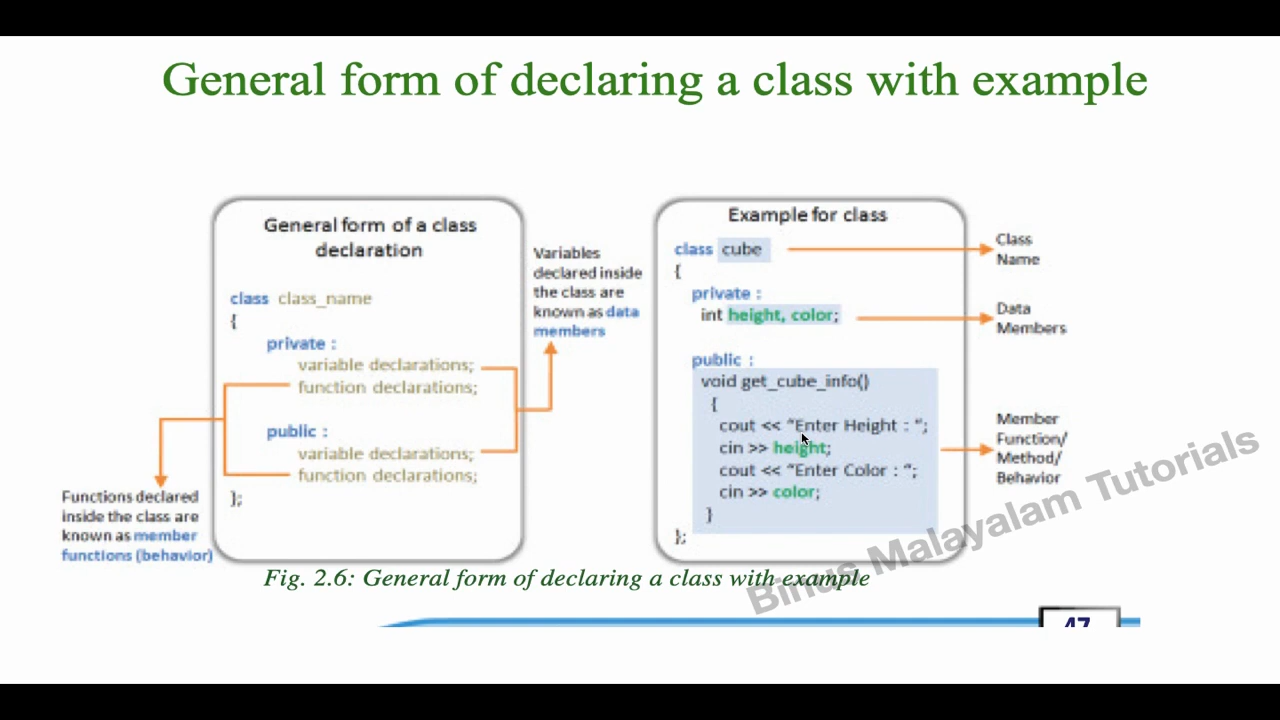 General form of declaring a class with example
General form of a class
declaration
class class_name
{
private :
variable declarations;
function declarations;
public :
variable declarations;
function declarations;
};
Functions declared
inside the class are
known as member
functions (behavior)
Variables
declared inside
the class are
known as data
members
Example for class
class cube
{
private :
int height, color;
public :
void get_cube_info()
{
cout << “Enter Height : “;
cin >> height;
cout << “Enter Color : “;
cin >> color;
}
};
Class
Name
Data
Members
Member
Function/
Method/
Behavior
Fig. 2.6: General form of declaring a class with example
Binus Malayalam Tutorials
47